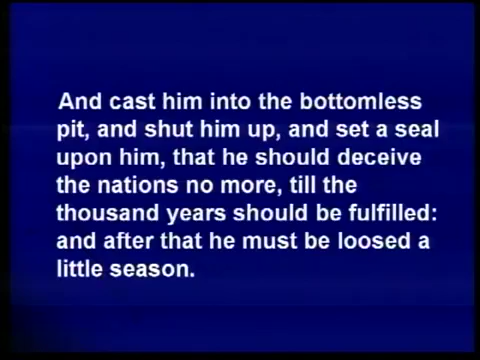 And cast him into the bottomless
pit, and shut him up, and set a seal
upon him, that he should deceive
the nations no more, till the
thousand years should be fulfilled:
and after that he must be loosed a
little season.